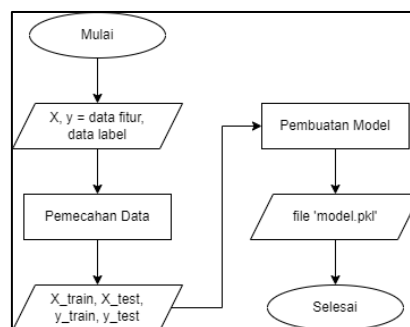 Mulai
X, y = data fitur,
data label
Pemecahan Data
X_train, X_test,
y_train, y_test
Pembuatan Model
file 'model.pkl'
Selesai